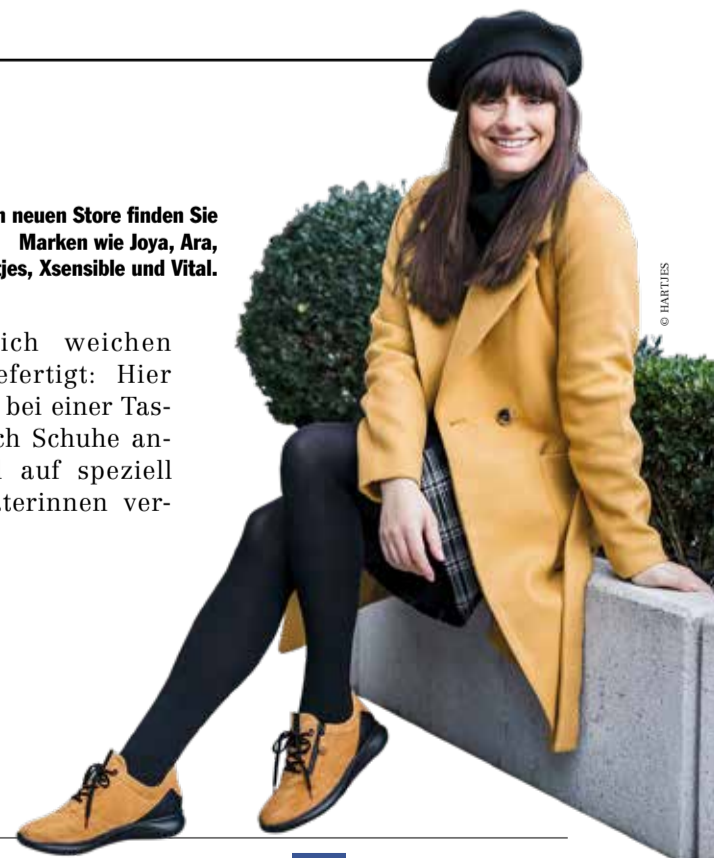 n neuen Store finden Sie
Marken wie Joya, Ara,
tjes, Xsensible und Vital.
ich weichen
efertigt: Hier
bei einer Tas-
ch Schuhe an-
auf speziell
terinnen ver-
© HARTJES